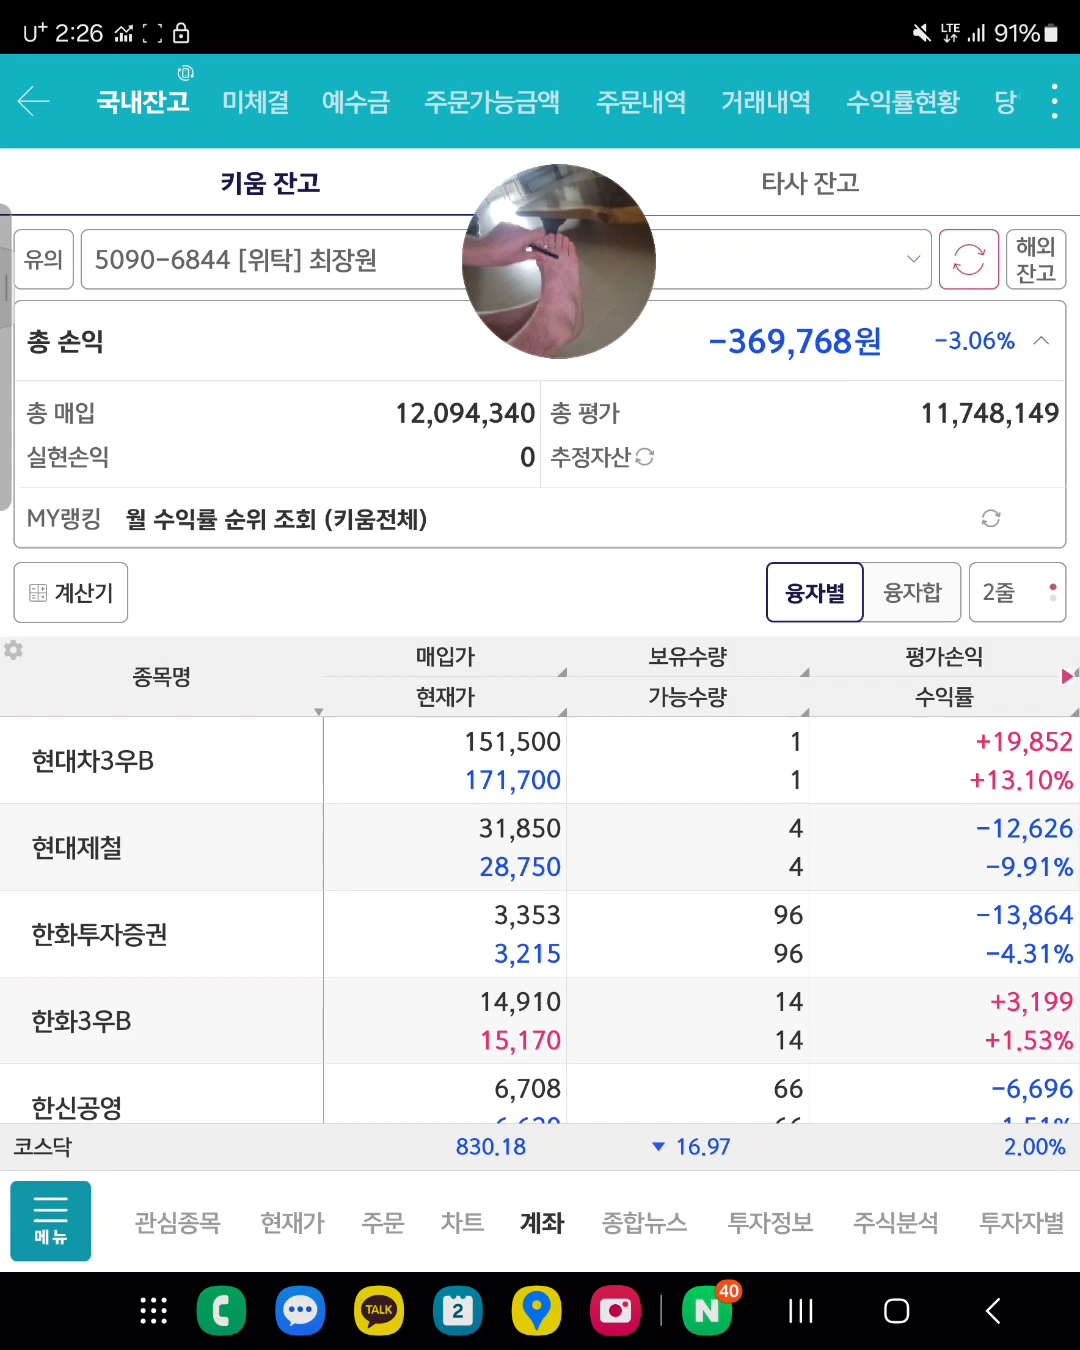 U+ 2:26 LTE 91%
국내잔고 미체결 예수금 주문가능금액 주문내역 거래내역 수익률현황 당
키움 잔고 타사 잔고
유의 5090-6844 [위탁] 최장원 해외 잔고
총 손익 -369,768원 -3.06%
총 매입 12,094,340 총 평가 11,748,149
실현손익 0 추정자산
MY랭킹 월 수익률 순위 조회 (키움전체)
계산기 융자별 융자합 2줄
종목명 매입가 보유수량 평가손익
현재가 가능수량 수익률
현대차3우B 151,500 1 +19,852
171,700 1 +13.10%
현대제철 31,850 4 -12,626
28,750 4 -9.91%
한화투자증권 3,353 96 -13,864
3,215 96 -4.31%
한화3우B 14,910 14 +3,199
15,170 14 +1.53%
한신공영 6,708 66 -6,696
코스닥 830.18 ▼ 16.97 2.00%
메뉴 관심종목 현재가 주문 차트 계좌 종합뉴스 투자정보 주식분석 투자자별
TALK 2 N 40